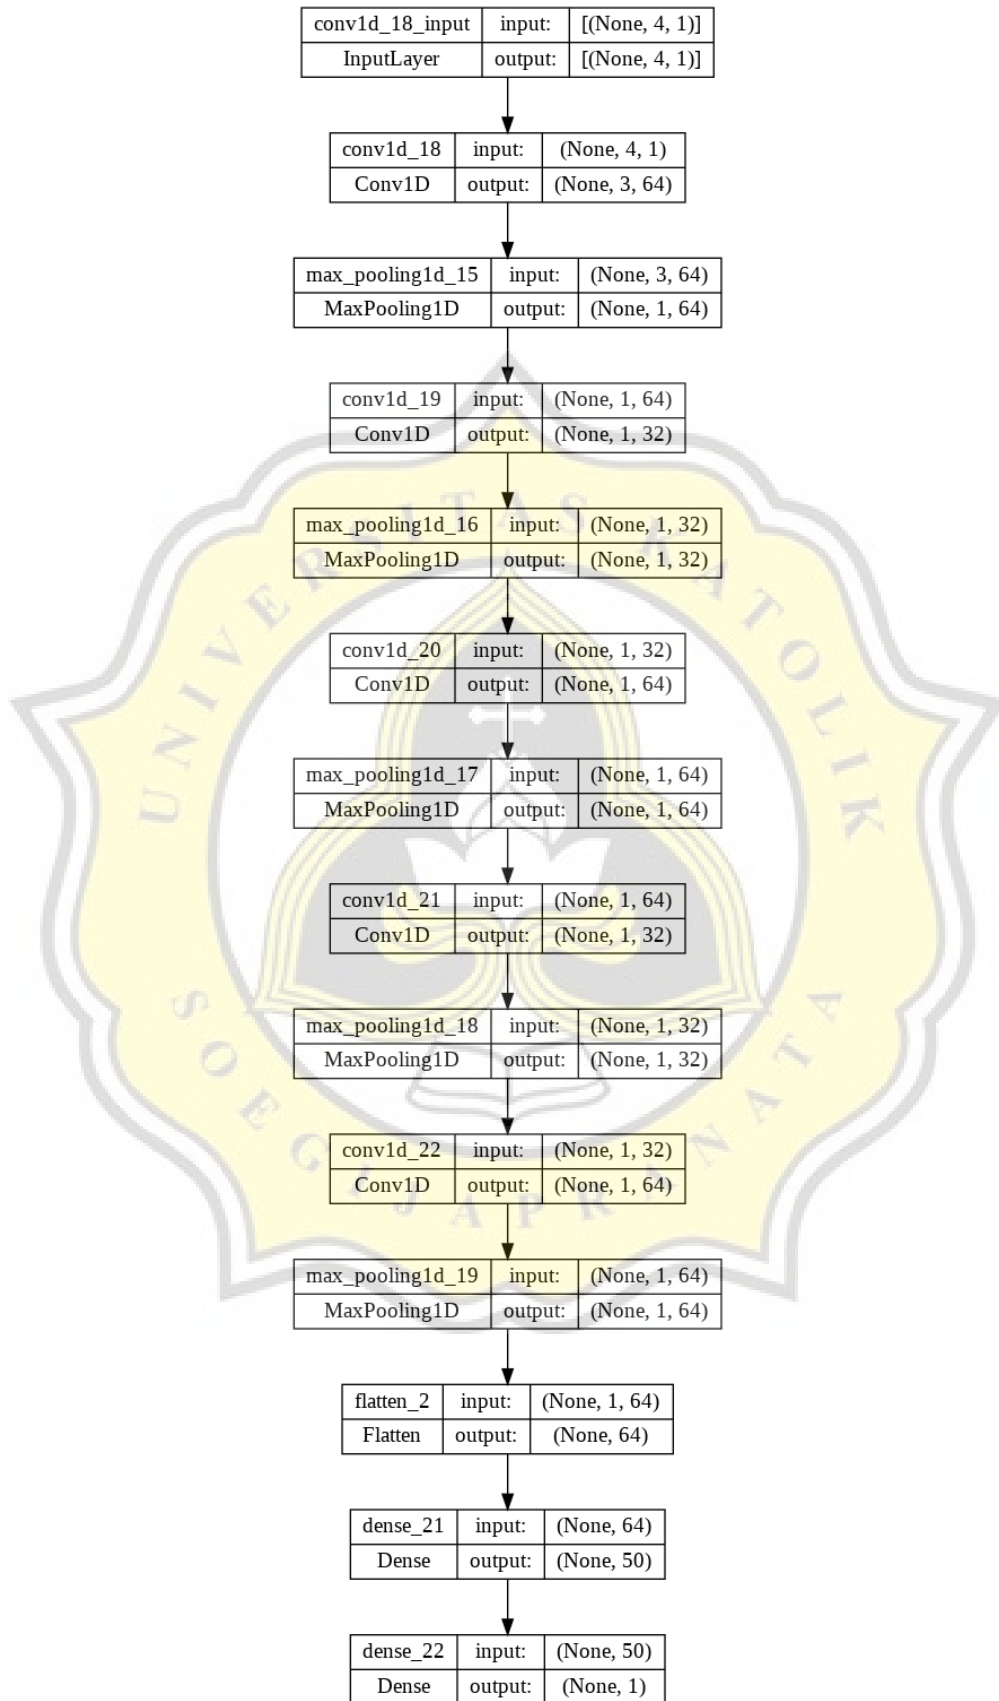 conv1d_18_input input: [(None, 4, 1)]
InputLayer output: [(None, 4, 1)]
conv1d_18 input: (None, 4, 1)
Conv1D output: (None, 3, 64)
max_pooling1d_15 input: (None, 3, 64)
MaxPooling1D output: (None, 1, 64)
conv1d_19 input: (None, 1, 64)
Conv1D output: (None, 1, 32)
max_pooling1d_16 input: (None, 1, 32)
MaxPooling1D output: (None, 1, 32)
conv1d_20 input: (None, 1, 32)
Conv1D output: (None, 1, 64)
max_pooling1d_17 input: (None, 1, 64)
MaxPooling1D output: (None, 1, 64)
conv1d_21 input: (None, 1, 64)
Conv1D output: (None, 1, 32)
max_pooling1d_18 input: (None, 1, 32)
MaxPooling1D output: (None, 1, 32)
conv1d_22 input: (None, 1, 32)
Conv1D output: (None, 1, 64)
max_pooling1d_19 input: (None, 1, 64)
MaxPooling1D output: (None, 1, 64)
flatten_2 input: (None, 1, 64)
Flatten output: (None, 64)
dense_21 input: (None, 64)
Dense output: (None, 50)
dense_22 input: (None, 50)
Dense output: (None, 1)
UNIVERSITAS KATOLIK
SOEGIJAPRANATA